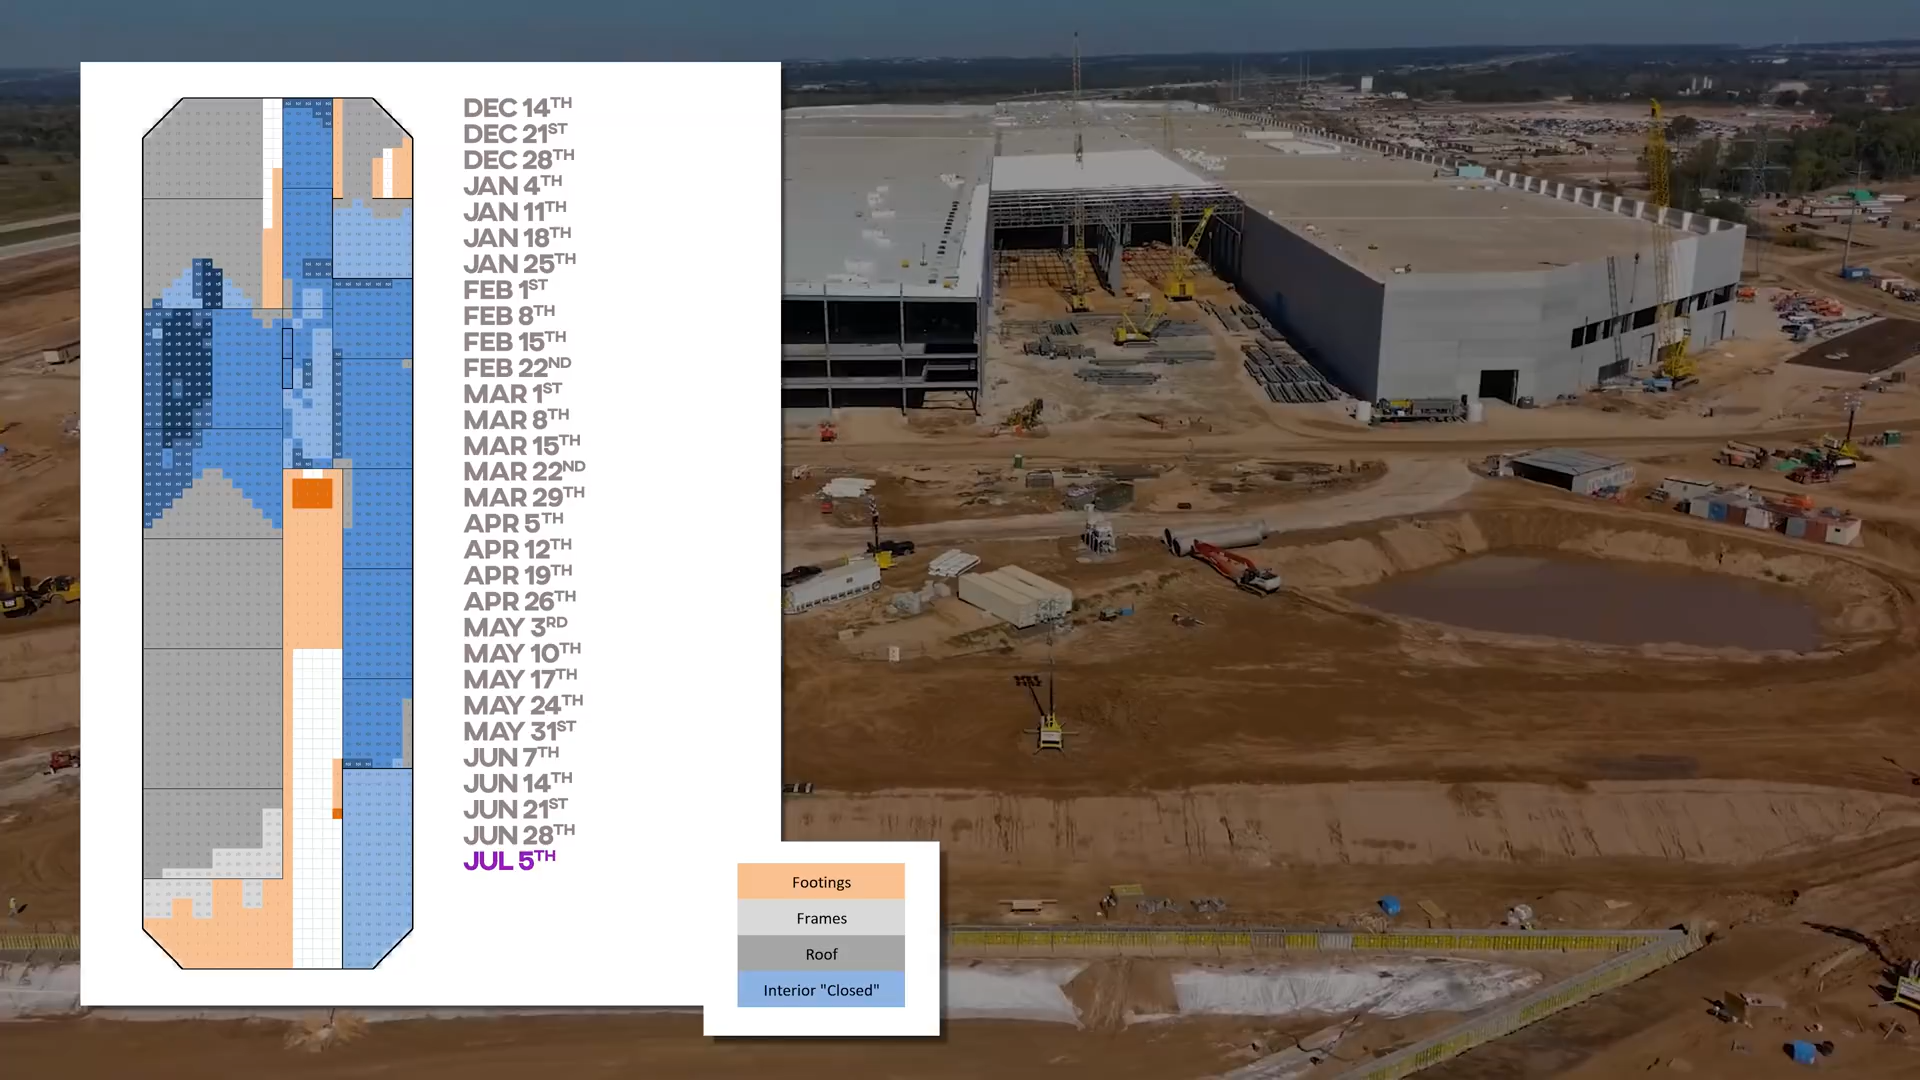 DEC 14TH
DEC 21ST
DEC 28TH
JAN 4TH
JAN 11TH
JAN 18TH
JAN 25TH
FEB 1ST
FEB 8TH
FEB 15TH
FEB 22ND
MAR 1ST
MAR 8TH
MAR 15TH
MAR 22ND
MAR 29TH
APR 5TH
APR 12TH
APR 19TH
APR 26TH
MAY 3RD
MAY 10TH
MAY 17TH
MAY 24TH
MAY 31ST
JUN 7TH
JUN 14TH
JUN 21ST
JUN 28TH
JUL 5TH
Footings
Frames
Roof
Interior "Closed"